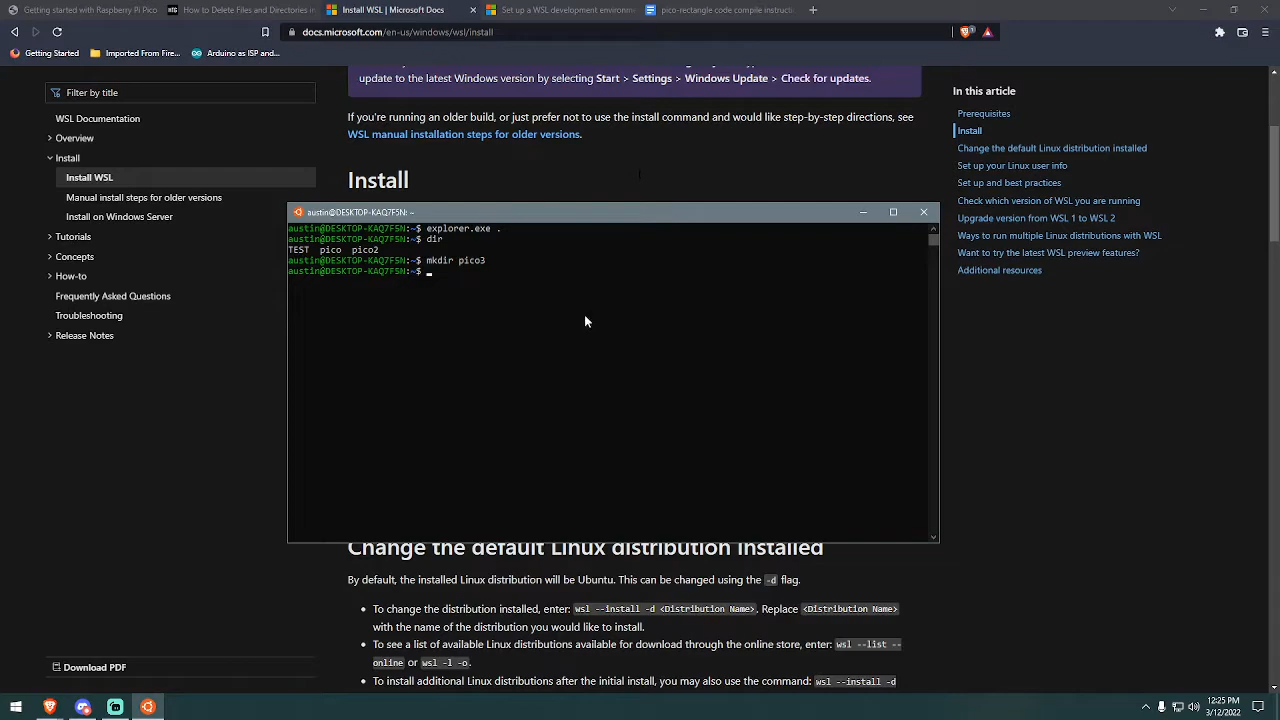 Getting started with Raspberry Pi Pico
How to Delete Files and Directories in
Install WSL | Microsoft Docs
Set up a WSL development environm
pico-rectangle code compile instructi
docs.microsoft.com/en-us/windows/wsl/install
Getting Started
Imported From Fire...
Arduino as ISP and...
Filter by title
WSL Documentation
Overview
Install
Install WSL
Manual install steps for older versions
Install on Windows Server
Tutorials
Concepts
How-to
Frequently Asked Questions
Troubleshooting
Release Notes
Download PDF
update to the latest Windows version by selecting Start > Settings > Windows Update > Check for updates.
If you're running an older build, or just prefer not to use the install command and would like step-by-step directions, see
WSL manual installation steps for older versions.
Install
austin@DESKTOP-KAQ7F5N: ~
austin@DESKTOP-KAQ7F5N:~$ explorer.exe .
austin@DESKTOP-KAQ7F5N:~$ dir
TEST  pico  pico2
austin@DESKTOP-KAQ7F5N:~$ mkdir pico3
austin@DESKTOP-KAQ7F5N:~$
Change the default Linux distribution installed
By default, the installed Linux distribution will be Ubuntu. This can be changed using the -d flag.
• To change the distribution installed, enter: wsl --install -d <Distribution Name>. Replace <Distribution Name>
with the name of the distribution you would like to install.
• To see a list of available Linux distributions available for download through the online store, enter: wsl --list --
online or wsl -l -o.
• To install additional Linux distributions after the initial install, you may also use the command: wsl --install -d
In this article
Prerequisites
Install
Change the default Linux distribution installed
Set up your Linux user info
Set up and best practices
Check which version of WSL you are running
Upgrade version from WSL 1 to WSL 2
Ways to run multiple Linux distributions with WSL
Want to try the latest WSL preview features?
Additional resources
12:25 PM
3/12/2022